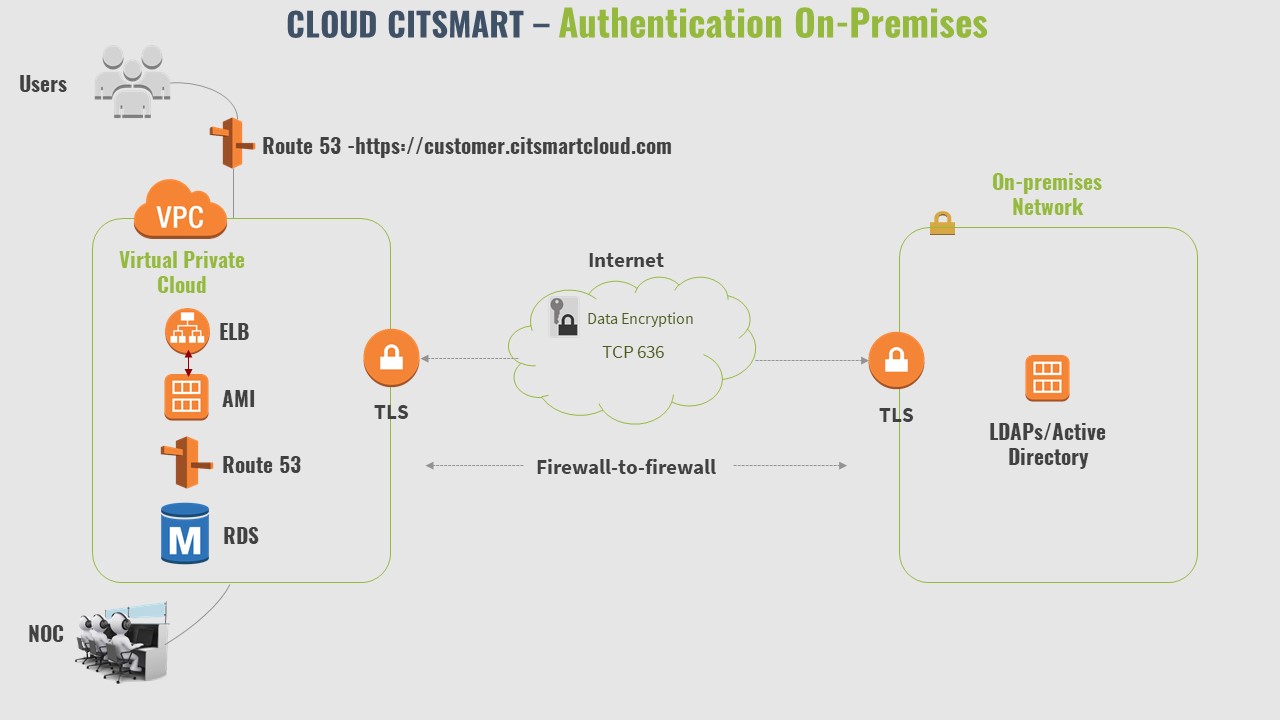 CLOUD CITSMART – Authentication On-Premises
Users
Route 53 -https://customer.citsmartcloud.com
VPC
Virtual Private
Cloud
ELB
AMI
Route 53
M
RDS
NOC
TLS
Internet
Data Encryption
TCP 636
Firewall-to-firewall
On-premises
Network
TLS
LDAPs/Active
Directory